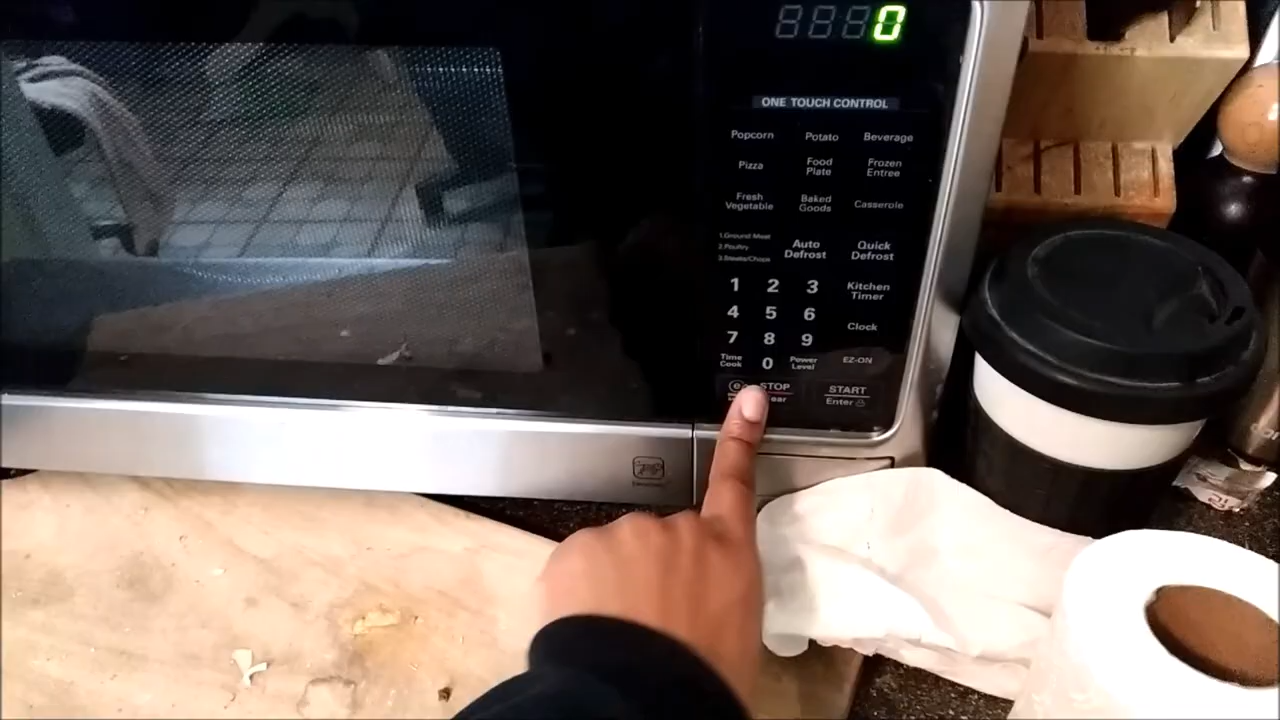 0
ONE TOUCH CONTROL
Popcorn Potato Beverage
Pizza Food Plate Frozen Entree
Fresh Vegetable Baked Goods Casserole
1.Ground Meat
2.Poultry
3.Steaks/Chops
Auto Defrost Quick Defrost
1 2 3 Kitchen Timer
4 5 6 Clock
7 8 9
Time Cook 0 Power Level EZ-ON
STOP START
ear Enter